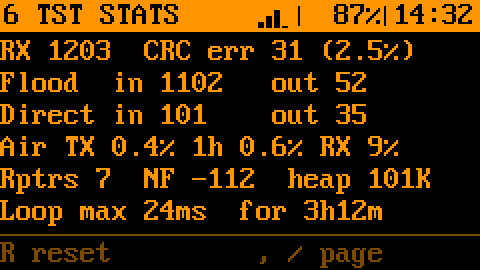 6 TST STATS 87%|14:32
RX 1203 CRC err 31 (2.5%)
Flood in 1102 out 52
Direct in 101 out 35
Air TX 0.4% 1h 0.6% RX 9%
Rptrs 7 NF -112 heap 101K
Loop max 24ms for 3h12m
R reset , / page